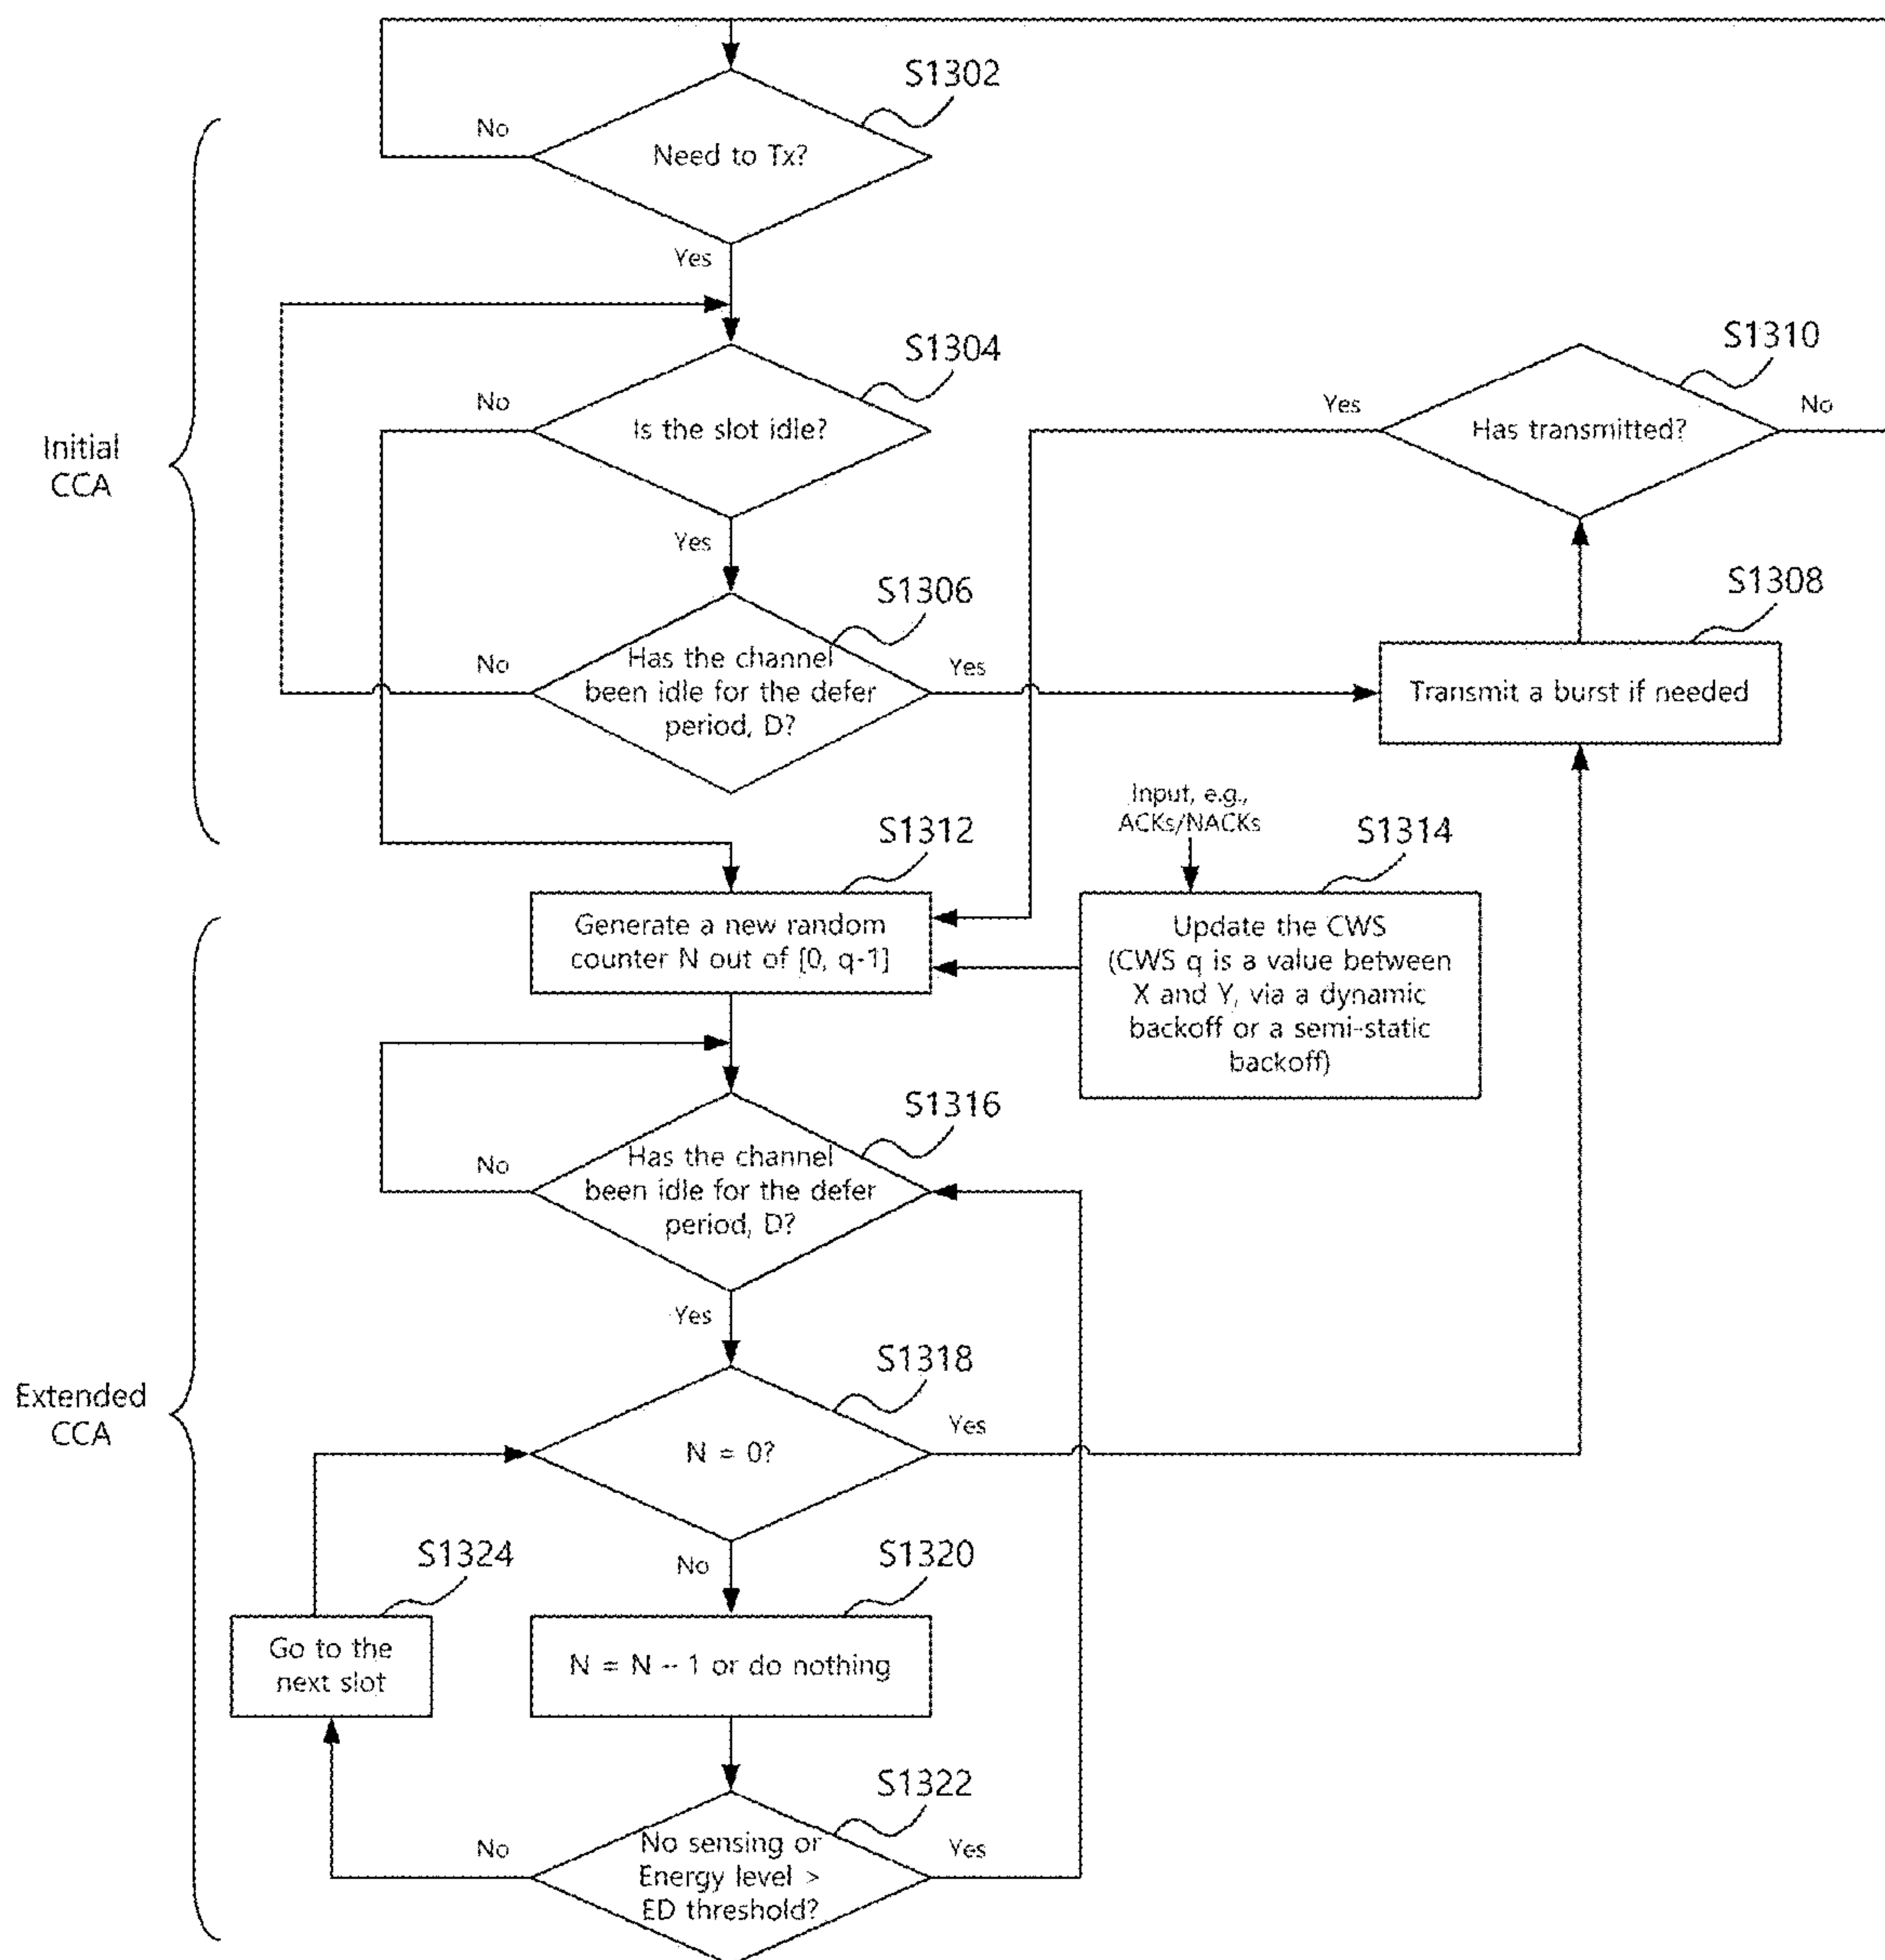 S1302
No
Need to Tx?
Yes
S1304
S1310
No
Is the slot idle?
Yes
Has transmitted?
No
Initial
CCA
Yes
S1306
S1308
No
Has the channel
been idle for the defer
period, D?
Yes
Transmit a burst if needed
Input, e.g.,
ACKs/NACKs
S1312
S1314
Generate a new random
counter N out of [0, q-1]
Update the CWS
(CWS q is a value between
X and Y, via a dynamic
backoff or a semi-static
backoff)
S1316
No
Has the channel
been idle for the defer
period, D?
Yes
S1318
Extended
CCA
N = 0?
Yes
No
S1324
S1320
Go to the
next slot
N = N - 1 or do nothing
S1322
No
No sensing or
Energy level >
ED threshold?
Yes